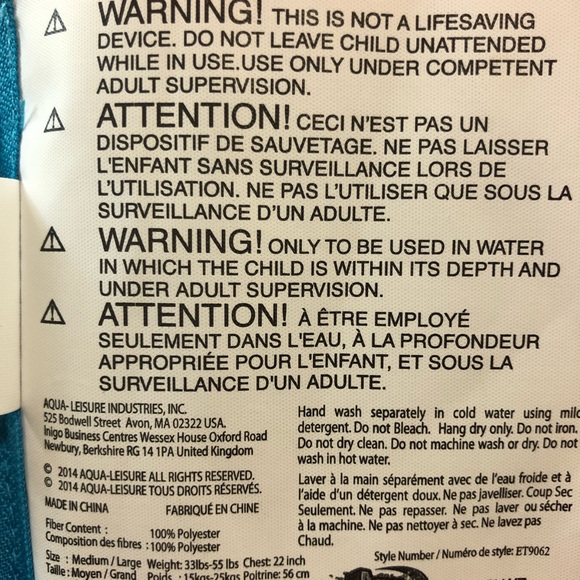 WARNING! THIS IS NOT A LIFESAVING
DEVICE. DO NOT LEAVE CHILD UNATTENDED
WHILE IN USE.USE ONLY UNDER COMPETENT
ADULT SUPERVISION.
ATTENTION! CECI N'EST PAS UN
DISPOSITIF DE SAUVETAGE. NE PAS LAISSER
L'ENFANT SANS SURVEILLANCE LORS DE
L'UTILISATION. NE PAS L'UTILISER QUE SOUS LA
SURVEILLANCE D'UN ADULTE.
WARNING! ONLY TO BE USED IN WATER
IN WHICH THE CHILD IS WITHIN ITS DEPTH AND
UNDER ADULT SUPERVISION.
ATTENTION! À ÊTRE EMPLOYÉ
SEULEMENT DANS L'EAU, À LA PROFONDEUR
APPROPRIÉE POUR L'ENFANT, ET SOUS LA
SURVEILLANCE D'UN ADULTE.
AQUA- LEISURE INDUSTRIES, INC.
525 Bodwell Street Avon, MA 02322 USA.
Inigo Business Centres Wessex House Oxford Road
Newbury, Berkshire RG 14 1PA United Kingdom
© 2014 AQUA-LEISURE ALL RIGHTS RESERVED.
© 2014 AQUA-LEISURE TOUS DROITS RÉSERVÉS.
MADE IN CHINA FABRIQUÉ EN CHINE
Fiber Content : 100% Polyester
Composition des fibres : 100% Polyester
Size : Medium / Large Weight: 33lbs-55 lbs Chest: 22 inch
Taille : Moyen / Grand Poids : 15kgs-25kgs Poitrine: 56 cm
Hand wash separately in cold water using mild
detergent. Do not Bleach. Hang dry only. Do not iron.
Do not dry clean. Do not machine wash or dry. Do not
wash in hot water.
Laver à la main séparément avec de l'eau froide et à
l'aide d'un détergent doux. Ne pas javelliser. Coup Sec
Seulement. Ne pas repasser. Ne pas laver ou sécher
à la machine. Ne pas nettoyer à sec. Ne lavez pas
Chaud.
Style Number / Numéro de style: ET9062